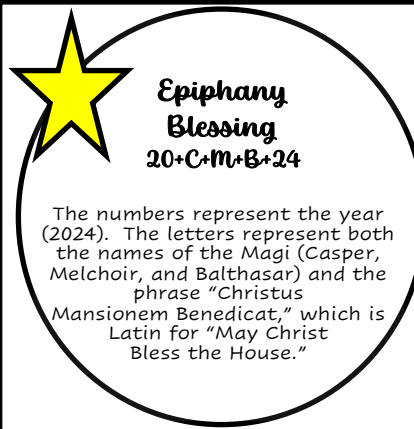 Epiphany
Blessing
20+C+M+B+24
The numbers represent the year
(2024).  The letters represent both
the names of the Magi (Casper,
Melchoir, and Balthasar) and the
phrase “Christus
Mansionem Benedicat,” which is
Latin for “May Christ
Bless the House.”